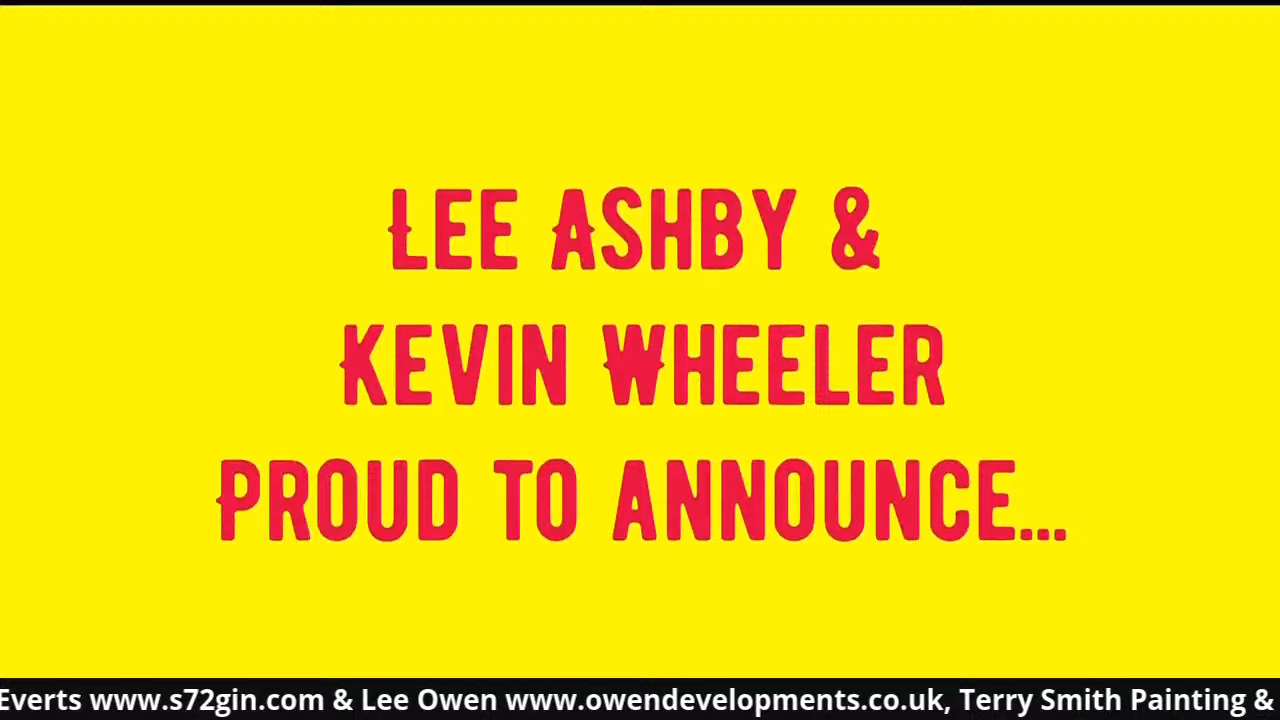 Lee Ashby &
Kevin Wheeler
Proud to announce...
Everts www.s72gin.com & Lee Owen www.owendevelopments.co.uk, Terry Smith Painting &